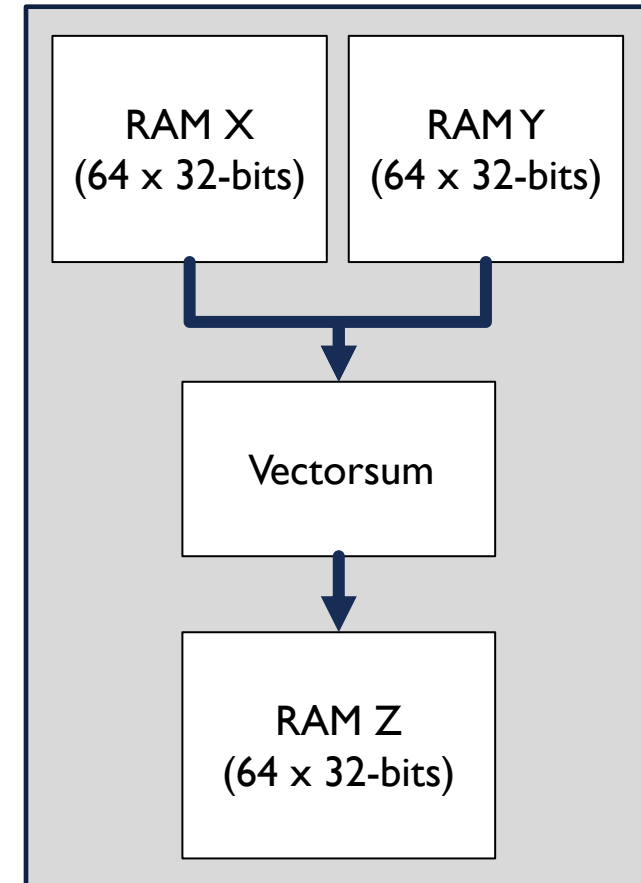 RAM X
(64 x 32-bits)
RAM Y
(64 x 32-bits)
Vectorsum
RAM Z
(64 x 32-bits)